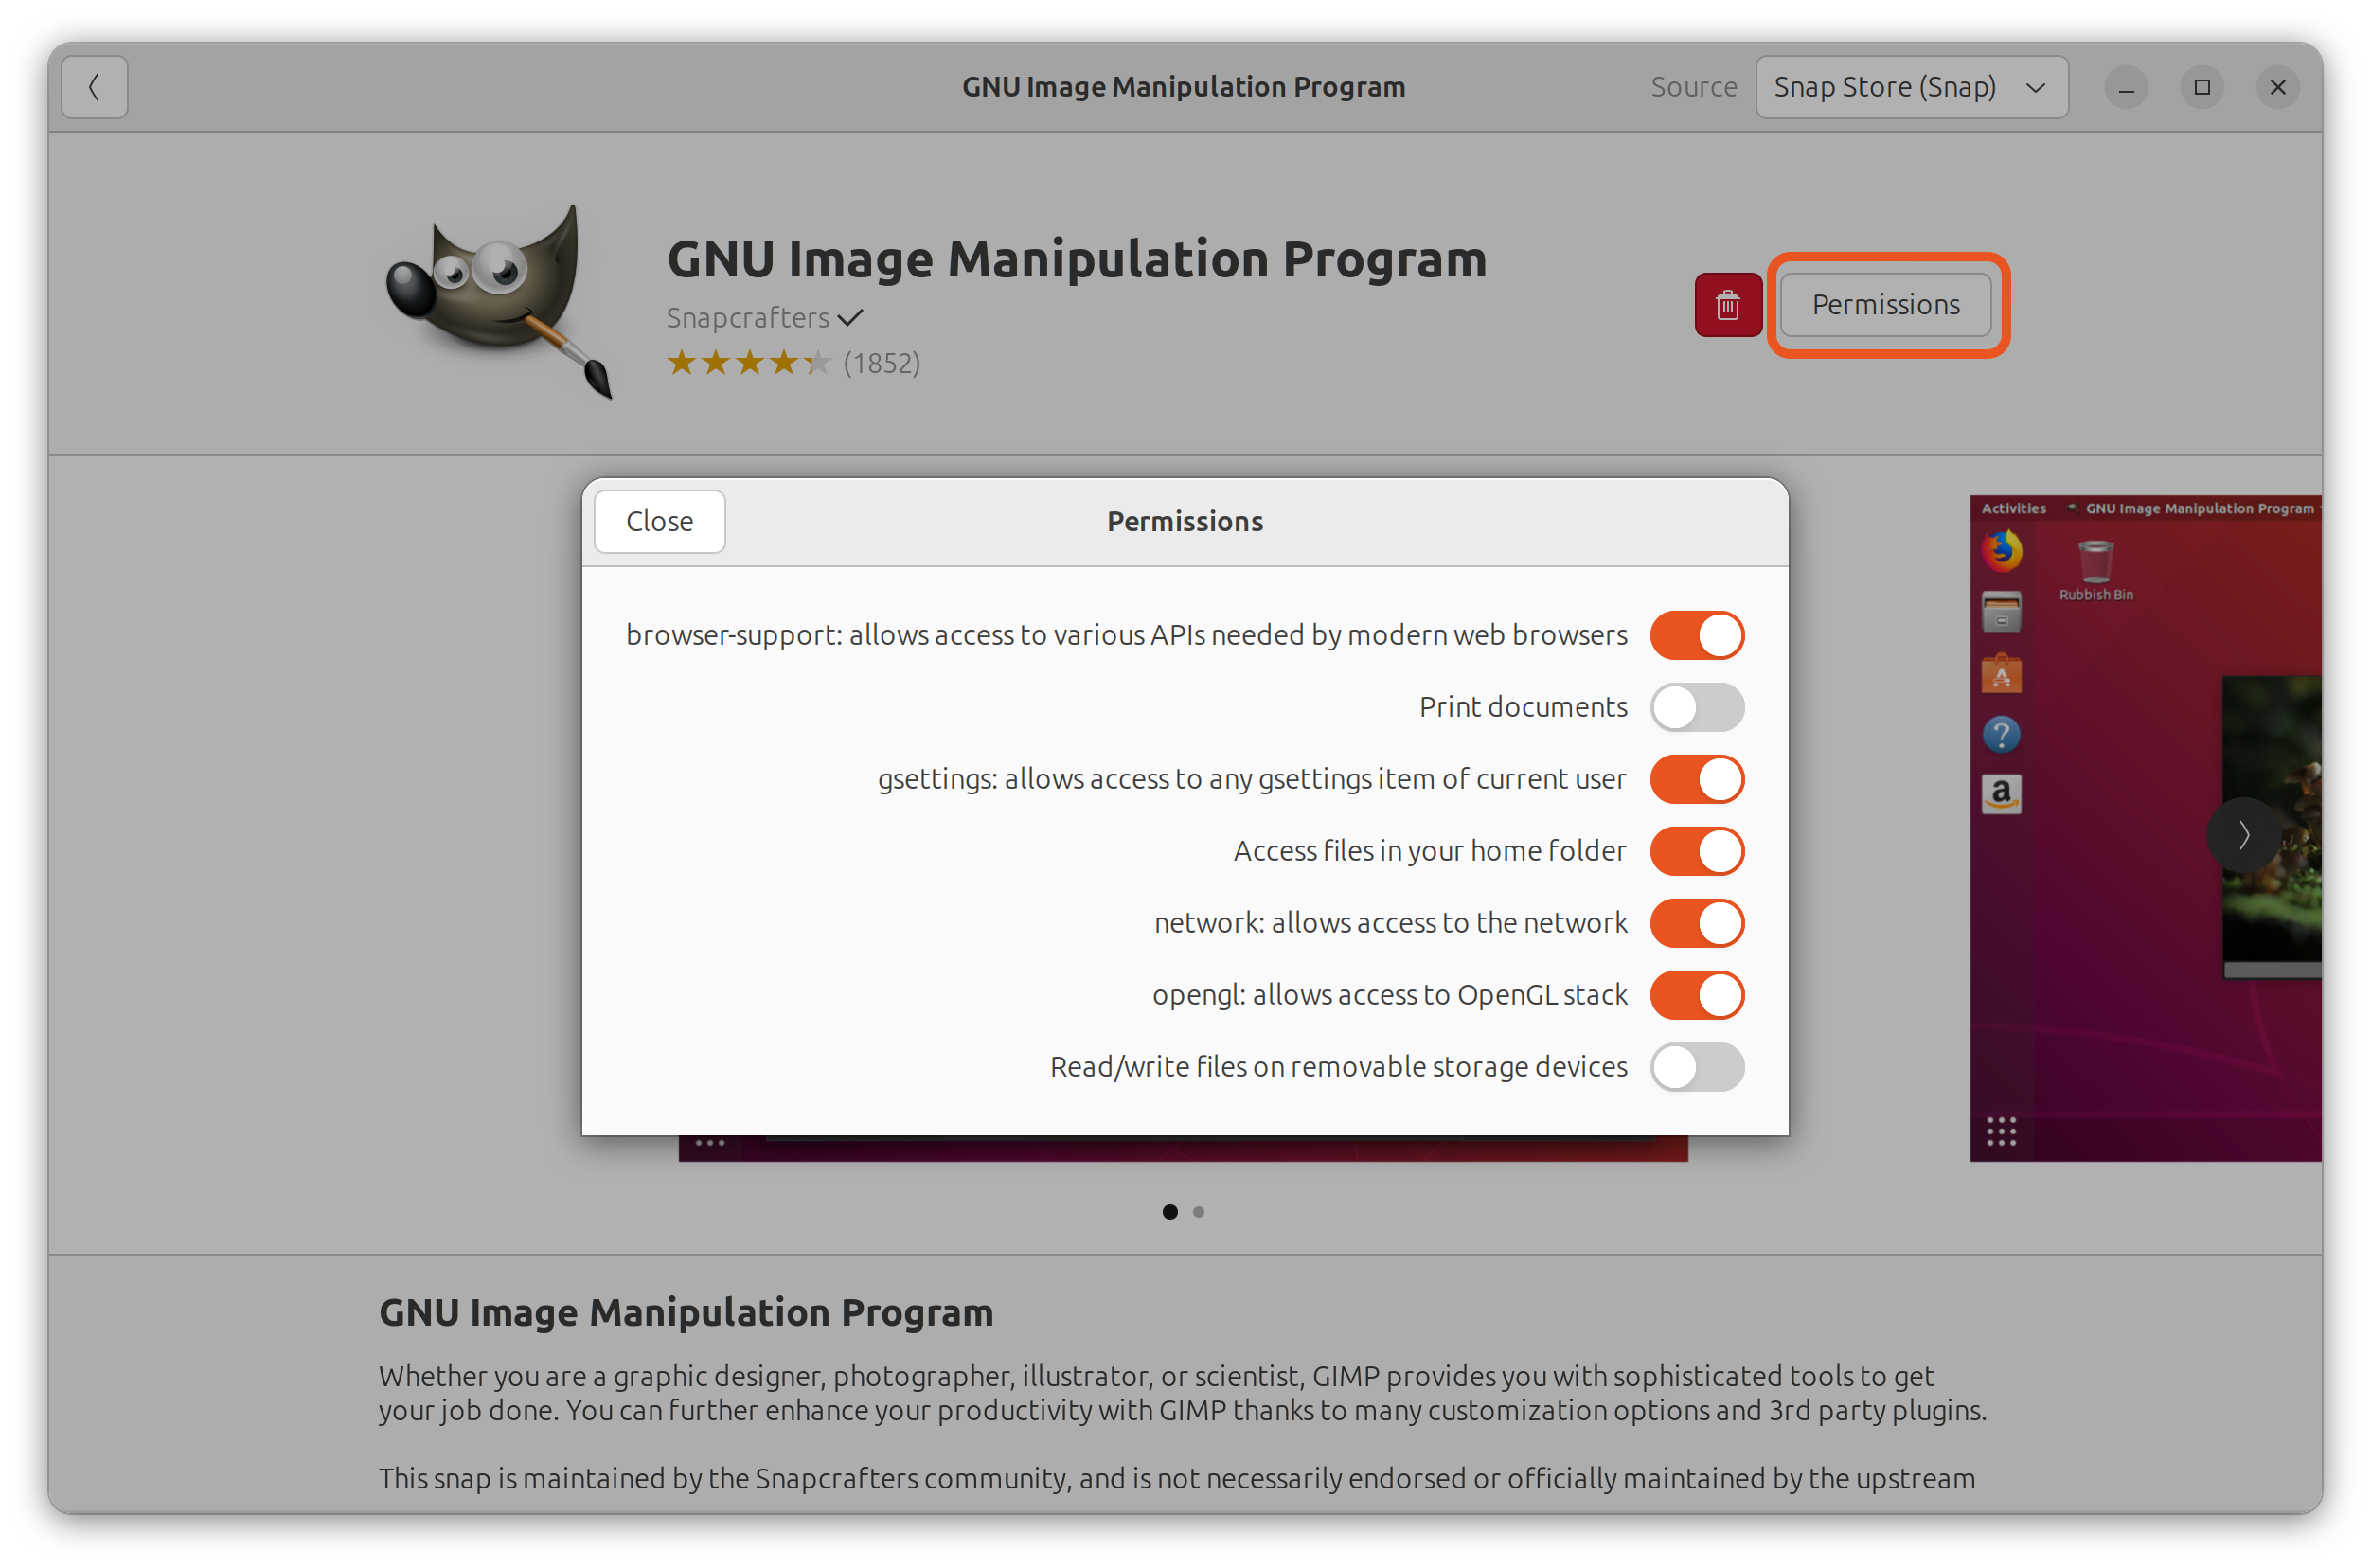 GNU Image Manipulation Program
Source
Snap Store (Snap)
GNU Image Manipulation Program
Snapcrafters
(1852)
Permissions
Close
Permissions
browser-support: allows access to various APIs needed by modern web browsers
Print documents
gsettings: allows access to any gsettings item of current user
Access files in your home folder
network: allows access to the network
opengl: allows access to OpenGL stack
Read/write files on removable storage devices
Activities
GNU Image Manipulation Program
Rubbish Bin
GNU Image Manipulation Program
Whether you are a graphic designer, photographer, illustrator, or scientist, GIMP provides you with sophisticated tools to get
your job done. You can further enhance your productivity with GIMP thanks to many customization options and 3rd party plugins.
This snap is maintained by the Snapcrafters community, and is not necessarily endorsed or officially maintained by the upstream